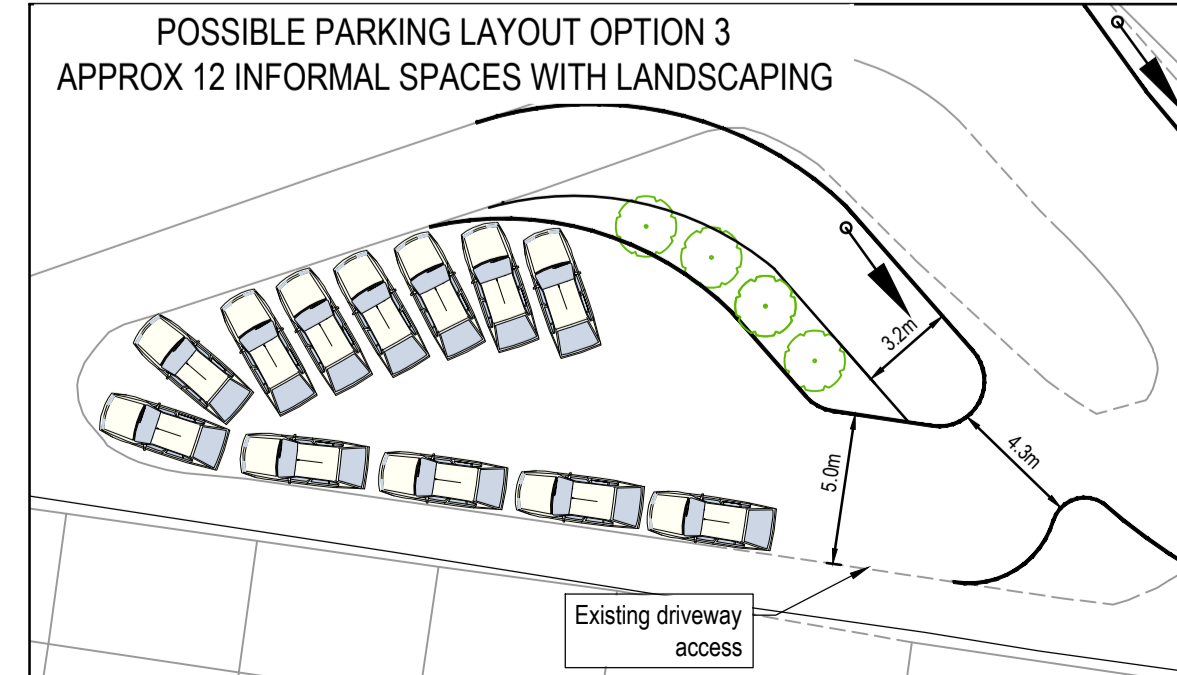 POSSIBLE PARKING LAYOUT OPTION 3
APPROX 12 INFORMAL SPACES WITH LANDSCAPING
3.2m
4.3m
5.0m
Existing driveway
access